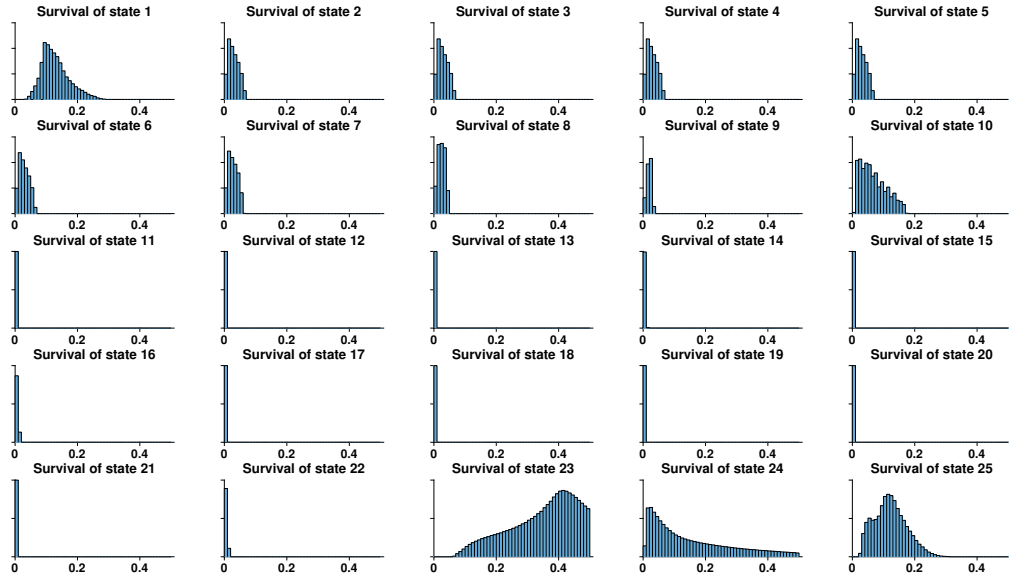 Survival of state 1 Survival of state 2 Survival of state 3 Survival of state 4 Survival of state 5
0 0.2 0.4 0 0.2 0.4 0 0.2 0.4 0 0.2 0.4 0 0.2 0.4
Survival of state 6 Survival of state 7 Survival of state 8 Survival of state 9 Survival of state 10
0 0.2 0.4 0 0.2 0.4 0 0.2 0.4 0 0.2 0.4 0 0.2 0.4
Survival of state 11 Survival of state 12 Survival of state 13 Survival of state 14 Survival of state 15
0 0.2 0.4 0 0.2 0.4 0 0.2 0.4 0 0.2 0.4 0 0.2 0.4
Survival of state 16 Survival of state 17 Survival of state 18 Survival of state 19 Survival of state 20
0 0.2 0.4 0 0.2 0.4 0 0.2 0.4 0 0.2 0.4 0 0.2 0.4
Survival of state 21 Survival of state 22 Survival of state 23 Survival of state 24 Survival of state 25
0 0.2 0.4 0 0.2 0.4 0 0.2 0.4 0 0.2 0.4 0 0.2 0.4